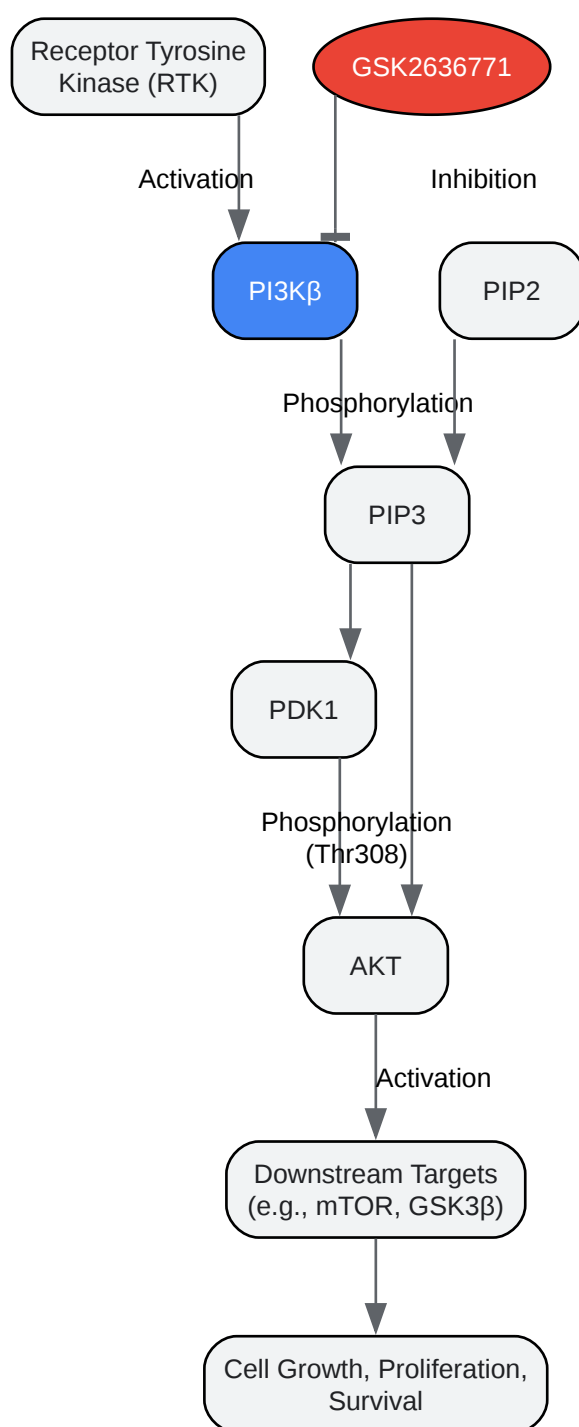 Receptor Tyrosine
Kinase (RTK)
GSK2636771
Activation
Inhibition
PI3Kβ
PIP2
Phosphorylation
PIP3
PDK1
Phosphorylation
(Thr308)
AKT
Activation
Downstream Targets
(e.g., mTOR, GSK3β)
Cell Growth, Proliferation,
Survival